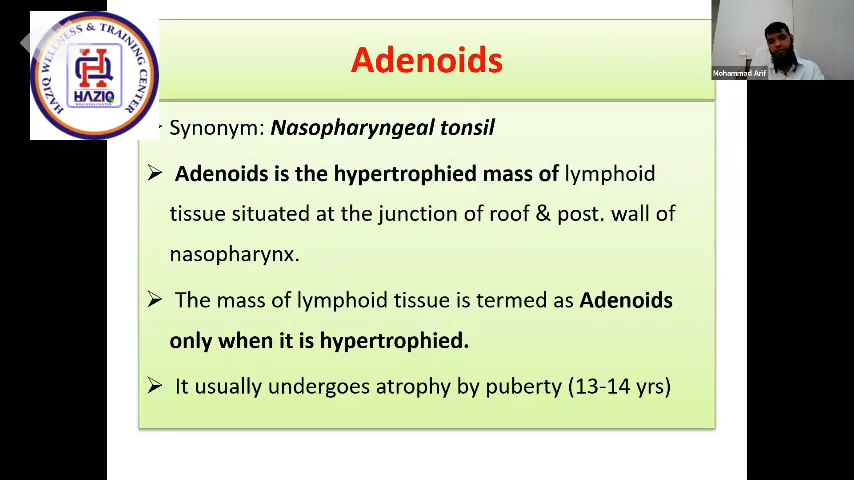 HAZIQ WELLNESS & TRAINING CENTER
HAZIQ
WELLNESS CENTER
Mohammad Arif
Adenoids
Synonym: Nasopharyngeal tonsil
➢ Adenoids is the hypertrophied mass of lymphoid
tissue situated at the junction of roof & post. wall of
nasopharynx.
➢ The mass of lymphoid tissue is termed as Adenoids
only when it is hypertrophied.
➢ It usually undergoes atrophy by puberty (13-14 yrs)